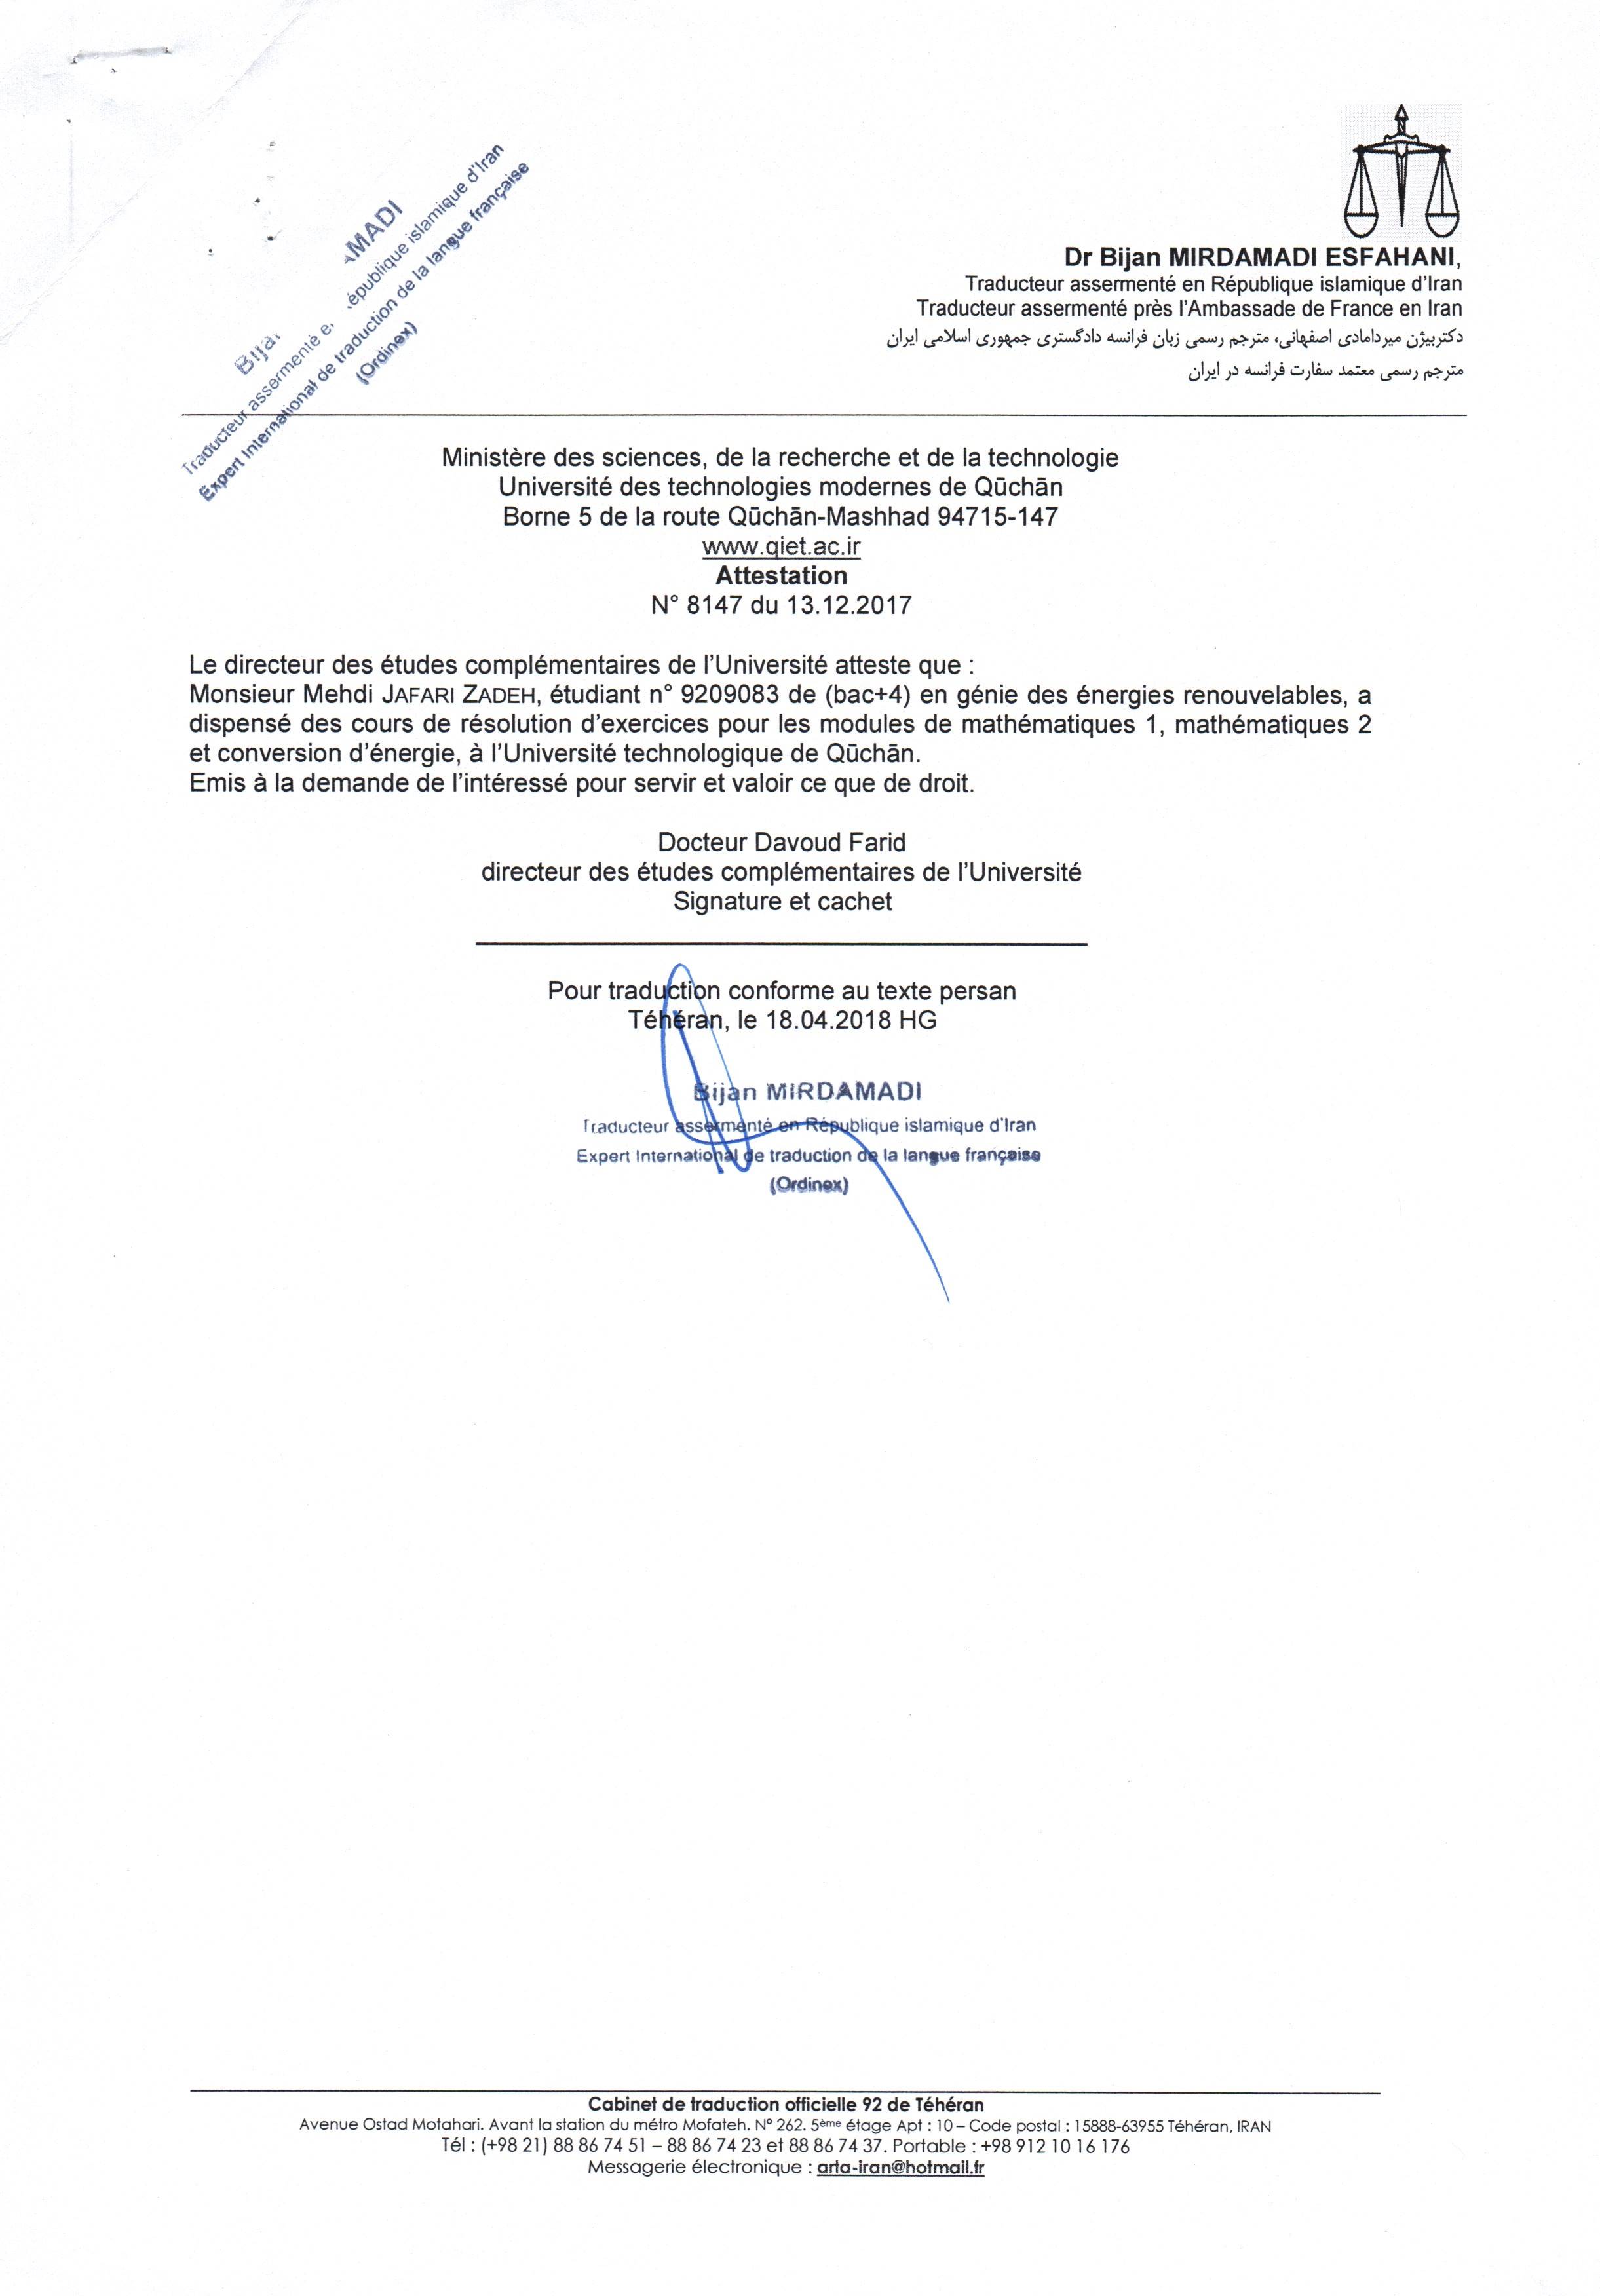 Bija MADI
Traducteur assermenté e épublique islamique d'Iran
Expert International de traduction de la langue française
(Ordinex)
Dr Bijan MIRDAMADI ESFAHANI,
Traducteur assermenté en République islamique d'Iran
Traducteur assermenté près l'Ambassade de France en Iran
دکتربیژن میردامادی اصفهانی، مترجم رسمی زبان فرانسه دادگستری جمهوری اسلامی ایران
مترجم رسمی معتمد سفارت فرانسه در ایران
Ministère des sciences, de la recherche et de la technologie
Université des technologies modernes de Qūchān
Borne 5 de la route Qūchān-Mashhad 94715-147
www.qiet.ac.ir
Attestation
N° 8147 du 13.12.2017
Le directeur des études complémentaires de l'Université atteste que :
Monsieur Mehdi JAFARI ZADEH, étudiant n° 9209083 de (bac+4) en génie des énergies renouvelables, a
dispensé des cours de résolution d'exercices pour les modules de mathématiques 1, mathématiques 2
et conversion d'énergie, à l'Université technologique de Qūchān.
Emis à la demande de l'intéressé pour servir et valoir ce que de droit.
Docteur Davoud Farid
directeur des études complémentaires de l'Université
Signature et cachet
Pour traduction conforme au texte persan
Téhéran, le 18.04.2018 HG
Bijan MIRDAMADI
Traducteur assermenté en République islamique d'Iran
Expert International de traduction de la langue française
(Ordinex)
Cabinet de traduction officielle 92 de Téhéran
Avenue Ostad Motahari. Avant la station du métro Mofateh. N° 262. 5ème étage Apt : 10 – Code postal : 15888-63955 Téhéran, IRAN
Tél : (+98 21) 88 86 74 51 – 88 86 74 23 et 88 86 74 37. Portable : +98 912 10 16 176
Messagerie électronique : arta-iran@hotmail.fr